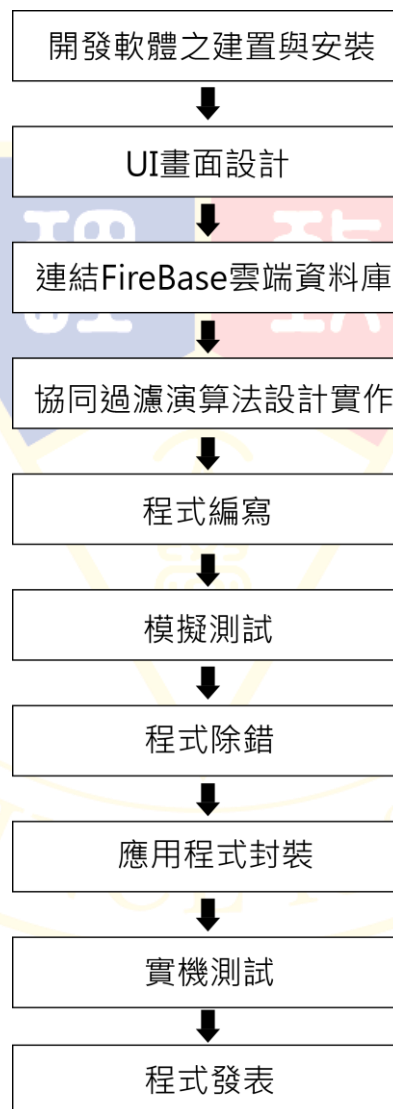 開發軟體之建置與安裝
UI畫面設計
連結FireBase雲端資料庫
協同過濾演算法設計實作
程式編寫
模擬測試
程式除錯
應用程式封裝
實機測試
程式發表